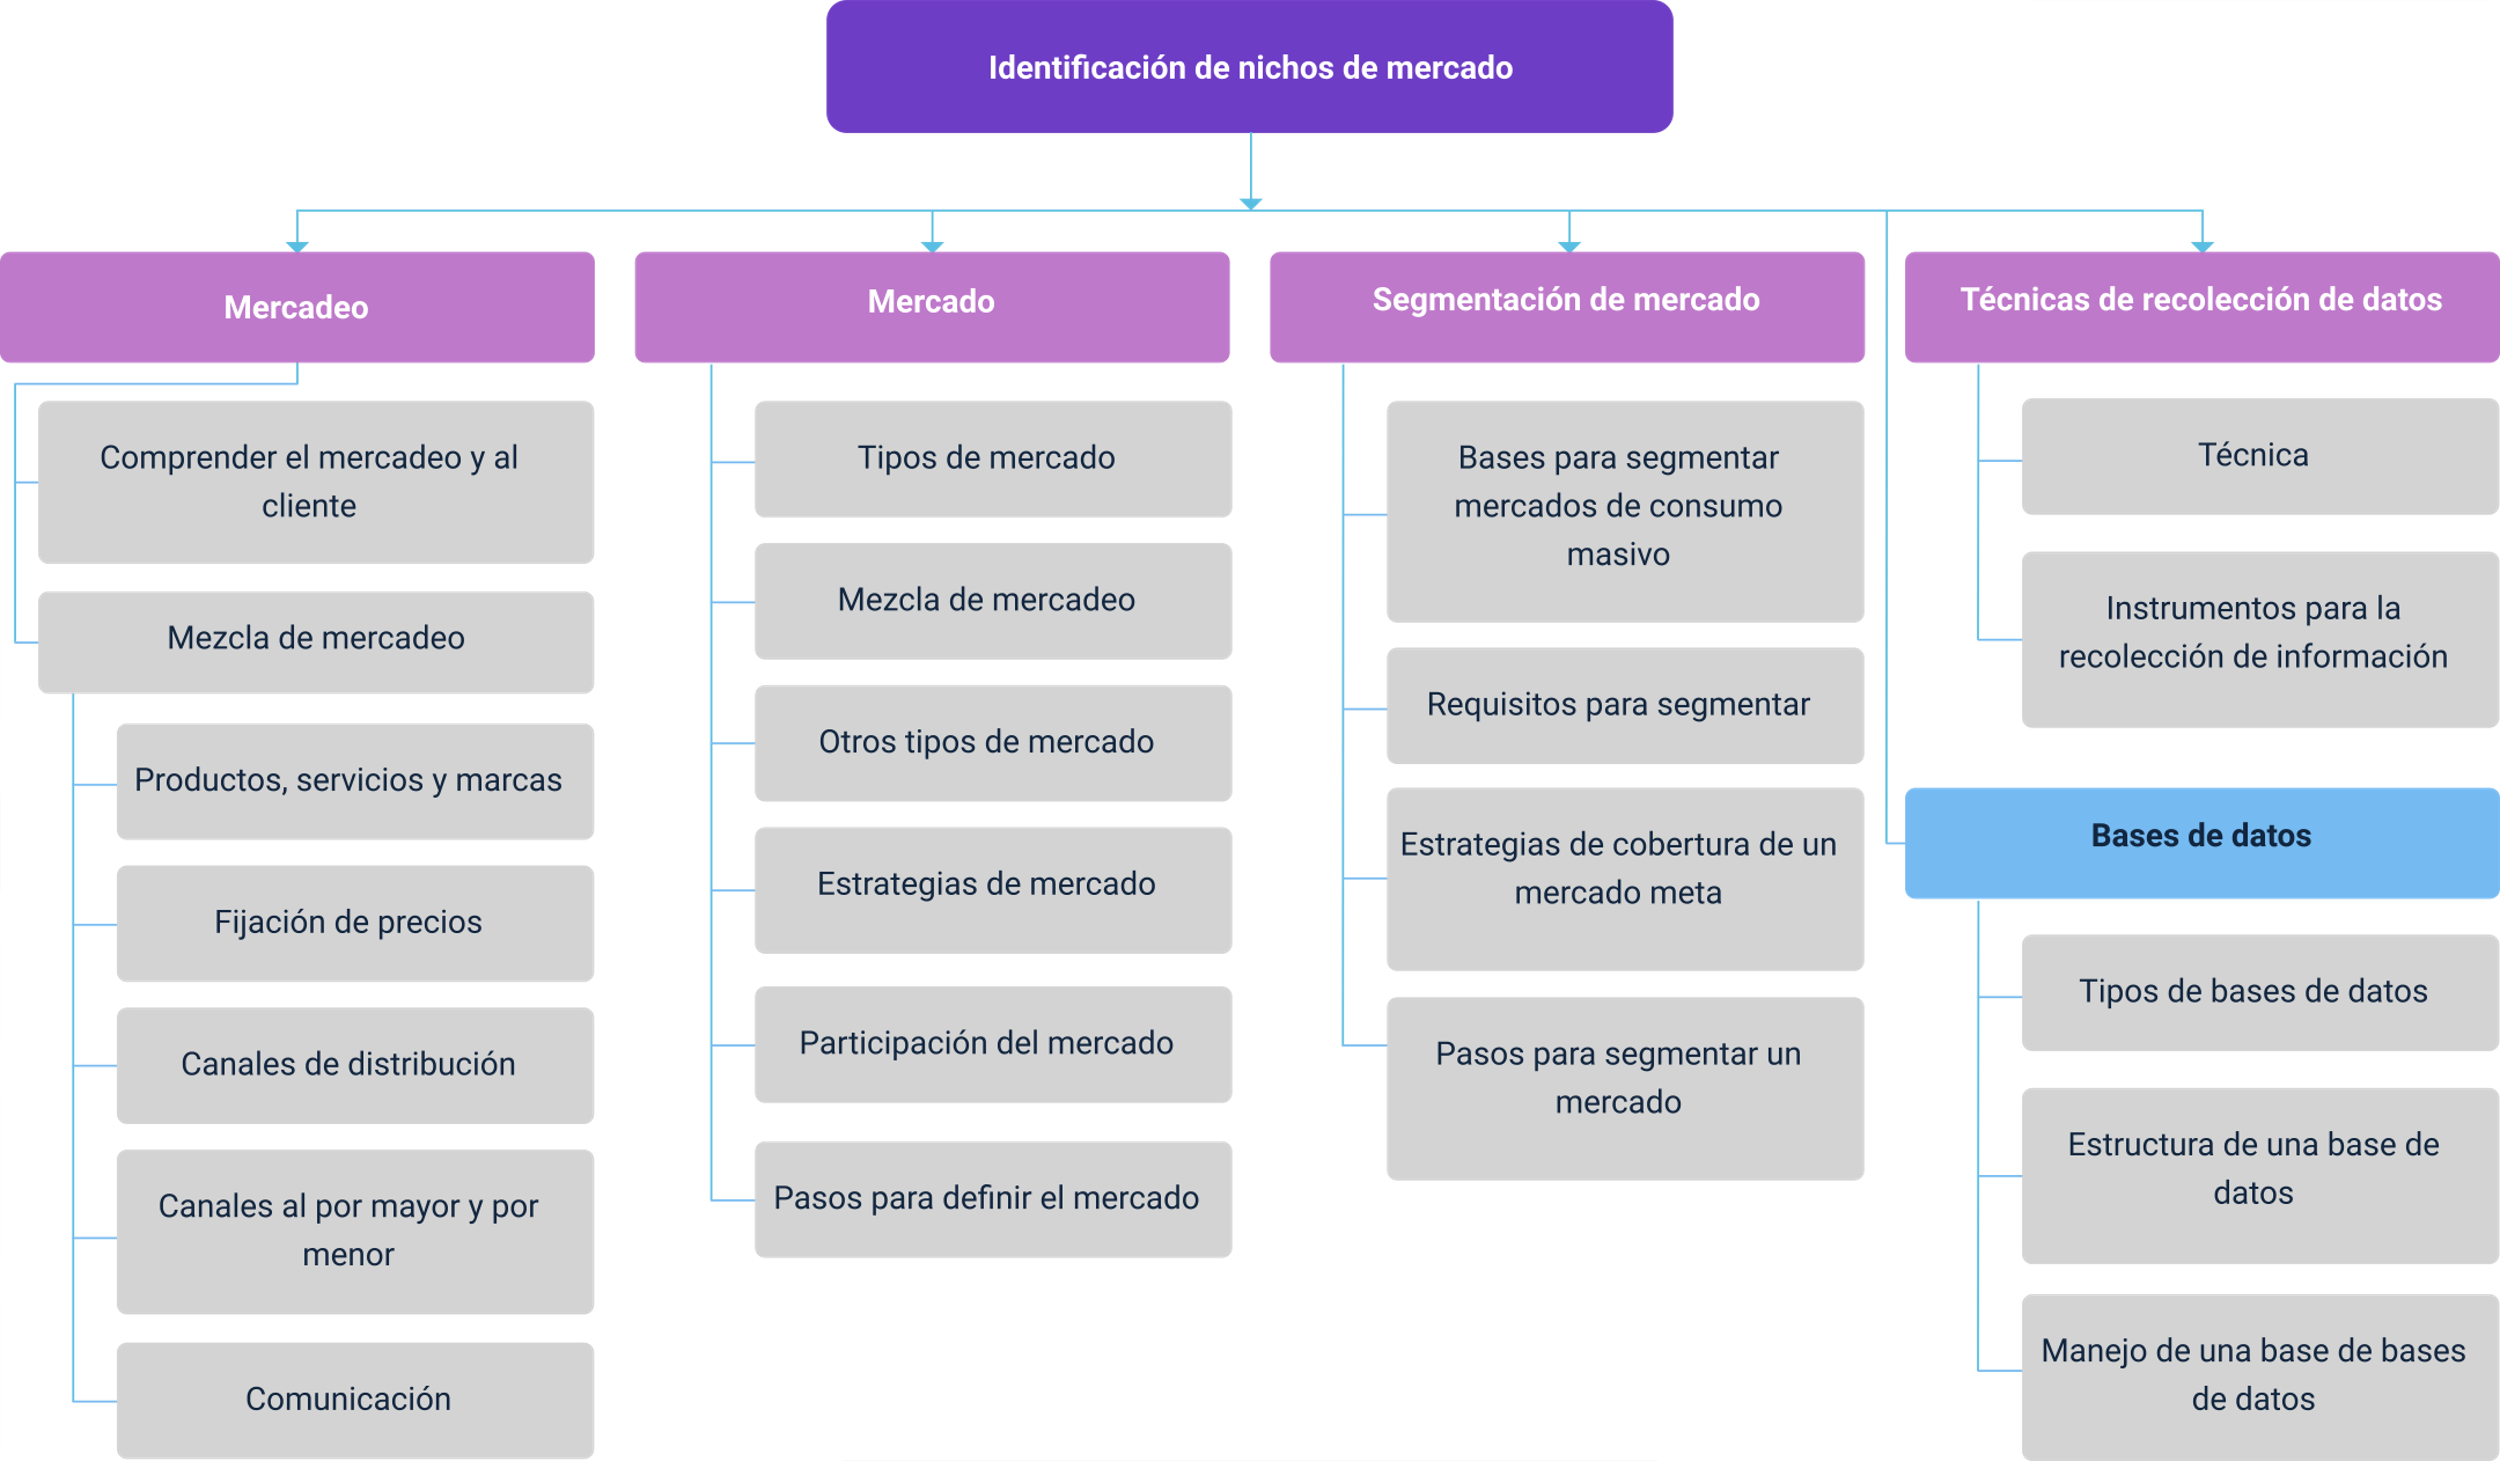 Identificación de nichos de mercado
Mercadeo
Comprender el mercadeo y al
cliente
Mezcla de mercadeo
Productos, servicios y marcas
Fijación de precios
Canales de distribución
Canales al por mayor y por
menor
Comunicación
Mercado
Tipos de mercado
Mezcla de mercadeo
Otros tipos de mercado
Estrategias de mercado
Participación del mercado
Pasos para definir el mercado
Segmentación de mercado
Bases para segmentar
mercados de consumo
masivo
Requisitos para segmentar
Estrategias de cobertura de un
mercado meta
Pasos para segmentar un
mercado
Técnicas de recolección de datos
Técnica
Instrumentos para la
recolección de información
Bases de datos
Tipos de bases de datos
Estructura de una base de
datos
Manejo de una base de bases
de datos